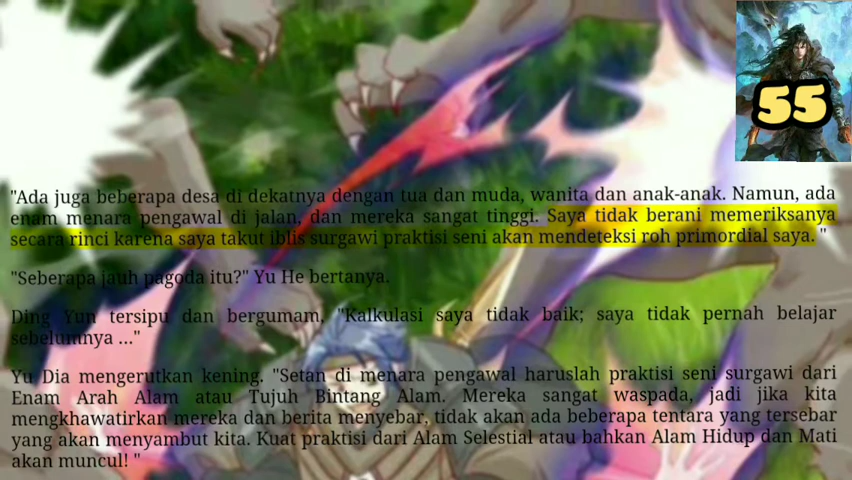 55
"Ada juga beberapa desa di dekatnya dengan tua dan muda, wanita dan anak-anak. Namun, ada
enam menara pengawal di jalan, dan mereka sangat tinggi. Saya tidak berani memeriksanya
secara rinci karena saya takut iblis surgawi praktisi seni akan mendeteksi roh primordial saya. "
"Seberapa jauh pagoda itu?" Yu He bertanya.
Ding Yun tersipu dan bergumam, "Kalkulasi saya tidak baik; saya tidak pernah belajar
sebelumnya ..."
Yu Dia mengerutkan kening. "Setan di menara pengawal haruslah praktisi seni surgawi dari
Enam Arah Alam atau Tujuh Bintang Alam. Mereka sangat waspada, jadi jika kita
mengkhawatirkan mereka dan berita menyebar, tidak akan ada beberapa tentara yang tersebar
yang akan menyambut kita. Kuat praktisi dari Alam Selestial atau bahkan Alam Hidup dan Mati
akan muncul! "